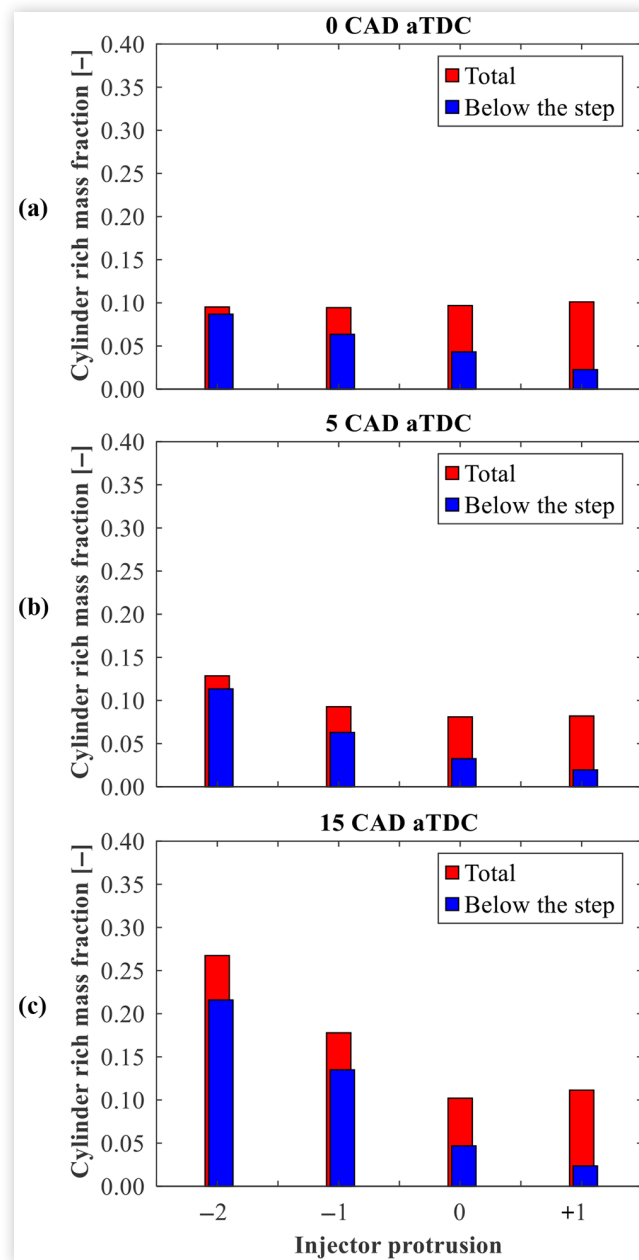 0 CAD aTDC
(a)
Cylinder rich mass fraction [−]
0.40
0.35
0.30
0.25
0.20
0.15
0.10
0.05
0.00
Total
Below the step
5 CAD aTDC
(b)
Cylinder rich mass fraction [−]
0.40
0.35
0.30
0.25
0.20
0.15
0.10
0.05
0.00
Total
Below the step
15 CAD aTDC
(c)
Cylinder rich mass fraction [−]
0.40
0.35
0.30
0.25
0.20
0.15
0.10
0.05
0.00
Total
Below the step
−2 −1 0 +1
Injector protrusion